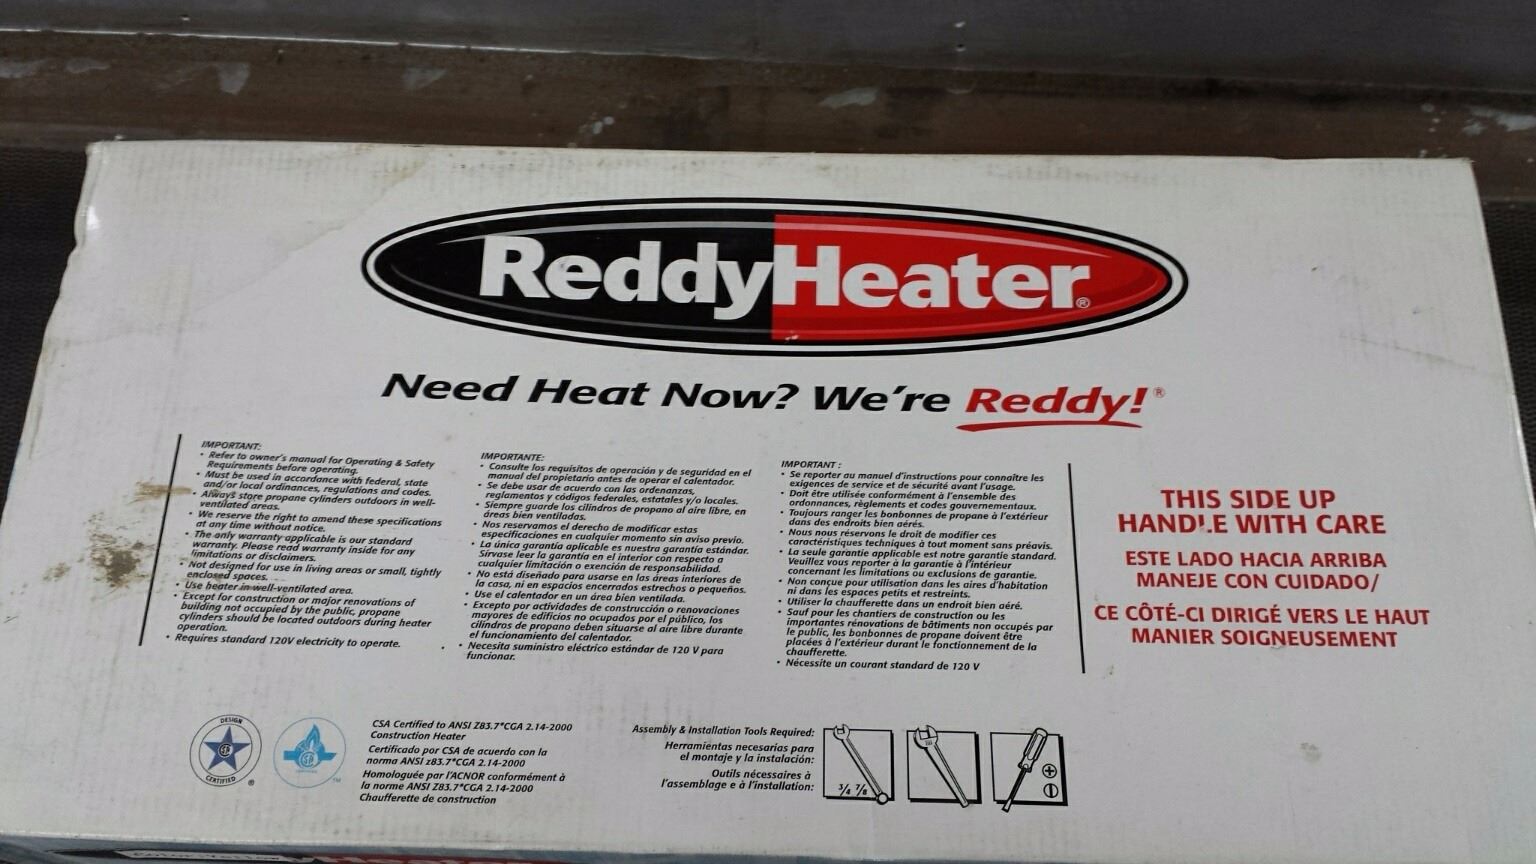 ReddyHeater®
Need Heat Now? We're Reddy!®
IMPORTANT:
• Refer to owner's manual for Operating & Safety
Requirements before operating.
• Must be used in accordance with federal, state
and/or local ordinances, regulations and codes.
• Always store propane cylinders outdoors in well-
ventilated areas.
• We reserve the right to amend these specifications
at any time without notice.
• The only warranty applicable is our standard
warranty. Please read warranty inside for any
limitations or disclaimers.
• Not designed for use in living areas or small, tightly
enclosed spaces.
• Use heater in well-ventilated area.
• Except for construction or major renovations of
building not occupied by the public, propane
cylinders should be located outdoors during heater
operation.
• Requires standard 120V electricity to operate.
IMPORTANTE:
• Consulte los requisitos de operación y de seguridad en el
manual del propietario antes de operar el calentador.
• Se debe usar de acuerdo con las ordenanzas,
reglamentos y códigos federales, estatales y/o locales.
• Siempre guarde los cilindros de propano al aire libre, en
áreas bien ventiladas.
• Nos reservamos el derecho de modificar estas
especificaciones en cualquier momento sin aviso previo.
• La única garantía aplicable es nuestra garantía estándar.
Sírvase leer la garantía en el interior con respecto a
cualquier limitación o exención de responsabilidad.
• No está diseñado para usarse en las áreas interiores de
la casa, ni en espacios encerrados estrechos o pequeños.
• Use el calentador en un área bien ventilada.
• Excepto por actividades de construcción o renovaciones
mayores de edificios no ocupados por el público, los
cilindros de propano deben situarse al aire libre durante
el funcionamiento del calentador.
• Necesita suministro eléctrico estándar de 120 V para
funcionar.
IMPORTANT :
• Se reporter au manuel d'instructions pour connaître les
exigences de service et de sécurité avant l'usage.
• Doit être utilisée conformément à l'ensemble des
ordonnances, règlements et codes gouvernementaux.
• Toujours ranger les bonbonnes de propane à l'extérieur
dans des endroits bien aérés.
• Nous nous réservons le droit de modifier ces
caractéristiques techniques à tout moment sans préavis.
• La seule garantie applicable est notre garantie standard.
Veuillez vous reporter à la garantie à l'intérieur
concernant les limitations ou exclusions de garantie.
• Non conçue pour utilisation dans les aires d'habitation
ni dans les espaces petits et restreints.
• Utiliser la chaufferette dans un endroit bien aéré.
• Sauf pour les chantiers de construction ou les
importantes rénovations de bâtiments non occupés par
le public, les bonbonnes de propane doivent être
placées à l'extérieur durant le fonctionnement de la
chaufferette.
• Nécessite un courant standard de 120 V
THIS SIDE UP
HANDLE WITH CARE
ESTE LADO HACIA ARRIBA
MANEJE CON CUIDADO/
CE CÔTÉ-CI DIRIGÉ VERS LE HAUT
MANIER SOIGNEUSEMENT
DESIGN
CERTIFIED ®
™
CSA Certified to ANSI Z83.7*CGA 2.14-2000
Construction Heater
Certificado por CSA de acuerdo con la
norma ANSI z83.7*CGA 2.14-2000
Homologuée par l'ACNOR conformément à
la norme ANSI Z83.7*CGA 2.14-2000
Chaufferette de construction
Assembly & Installation Tools Required:
Herramientas necesarias para
el montaje y la instalación:
Outils nécessaires à
l'assemblage e à l'installation:
3/4 7/8
Heater